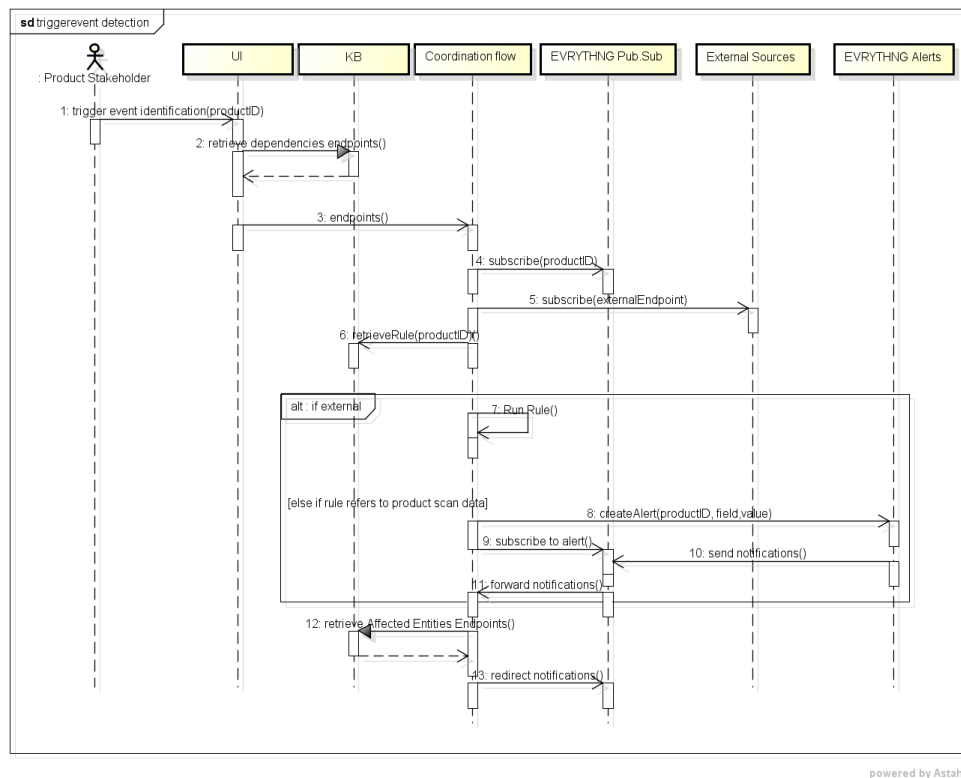 sd triggerevent detection
: Product Stakeholder
UI
KB
Coordination flow
EVRYTHNG Pub.Sub
External Sources
EVRYTHNG Alerts
1: trigger event identification(productID)
2: retrieve dependencies endpoints()
3: endpoints()
4: subscribe(productID)
5: subscribe(externalEndpoint)
6: retrieveRule(productID)()
alt : if external
7: Run Rule()
[else if rule refers to product scan data]
8: createAlert(productID, field,value)
9: subscribe to alert()
10: send notifications()
11: forward notifications()
12: retrieve Affected Entities Endpoints()
13: redirect notifications()
powered by Astah